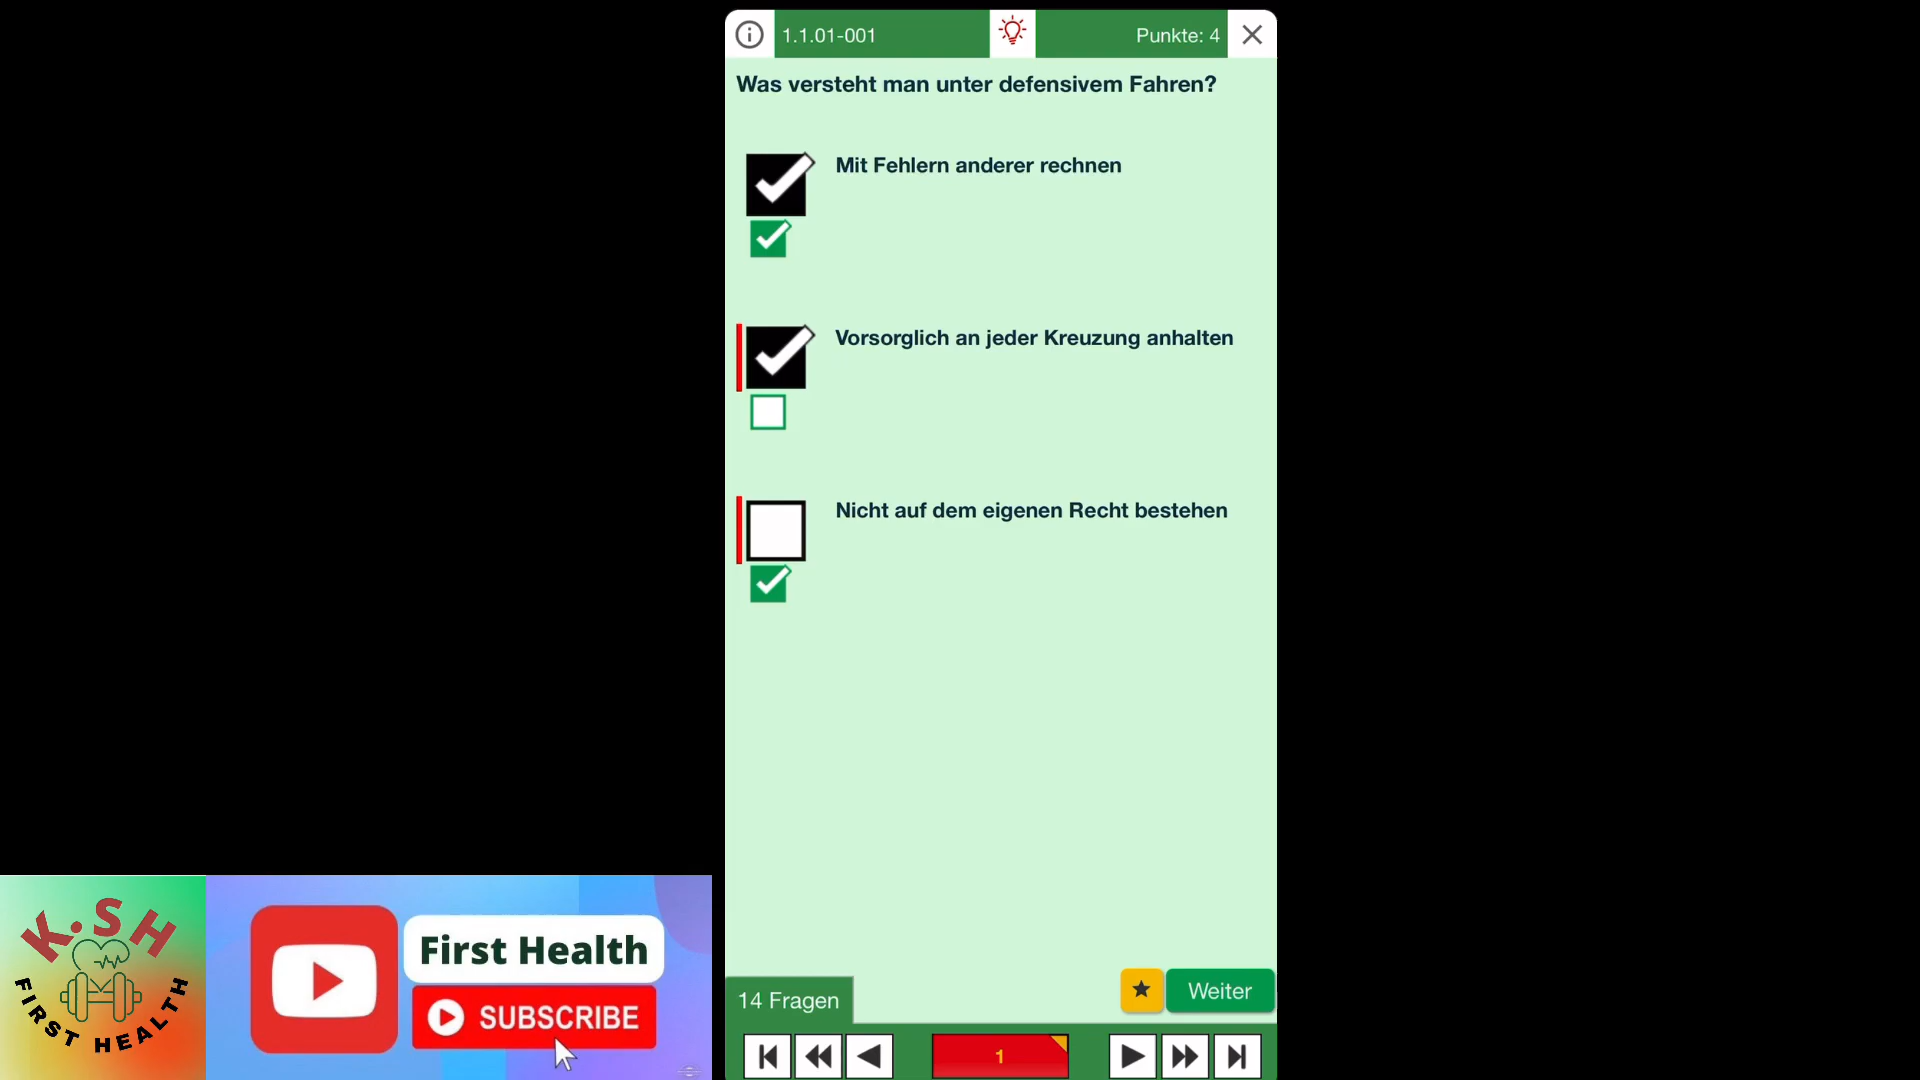 1.1.01-001
Punkte: 4
Was versteht man unter defensivem Fahren?
Mit Fehlern anderer rechnen
Vorsorglich an jeder Kreuzung anhalten
Nicht auf dem eigenen Recht bestehen
14 Fragen
Weiter
1
K.SH
FIRST HEALTH
First Health
SUBSCRIBE